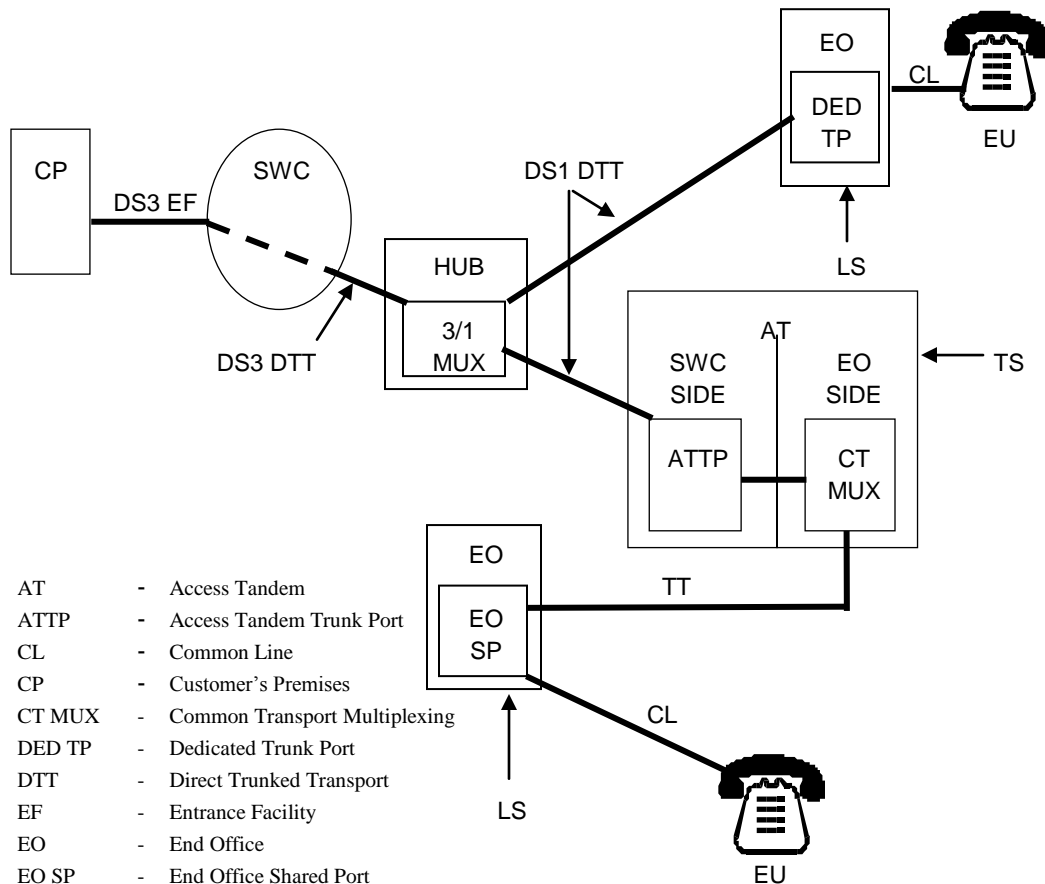 EO
DED
TP
CL
EU
LS
CP
DS3 EF
SWC
DS1 DTT
HUB
3/1
MUX
DS3 DTT
AT
SWC
SIDE
EO
SIDE
TS
ATTP
CT
MUX
TT
EO
EO
SP
LS
CL
EU
AT - Access Tandem
ATTP - Access Tandem Trunk Port
CL - Common Line
CP - Customer's Premises
CT MUX - Common Transport Multiplexing
DED TP - Dedicated Trunk Port
DTT - Direct Trunked Transport
EF - Entrance Facility
EO - End Office
EO SP - End Office Shared Port